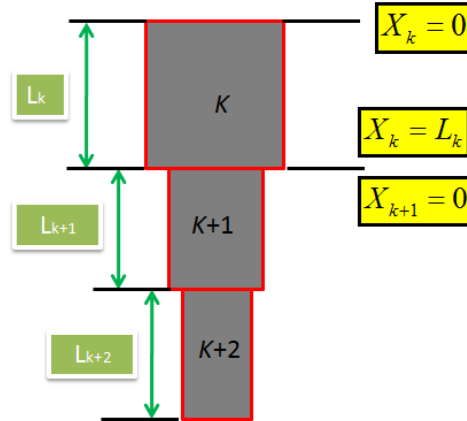 X_k = 0
L_k
K
X_k = L_k
X_{k+1} = 0
L_{k+1}
K+1
L_{k+2}
K+2